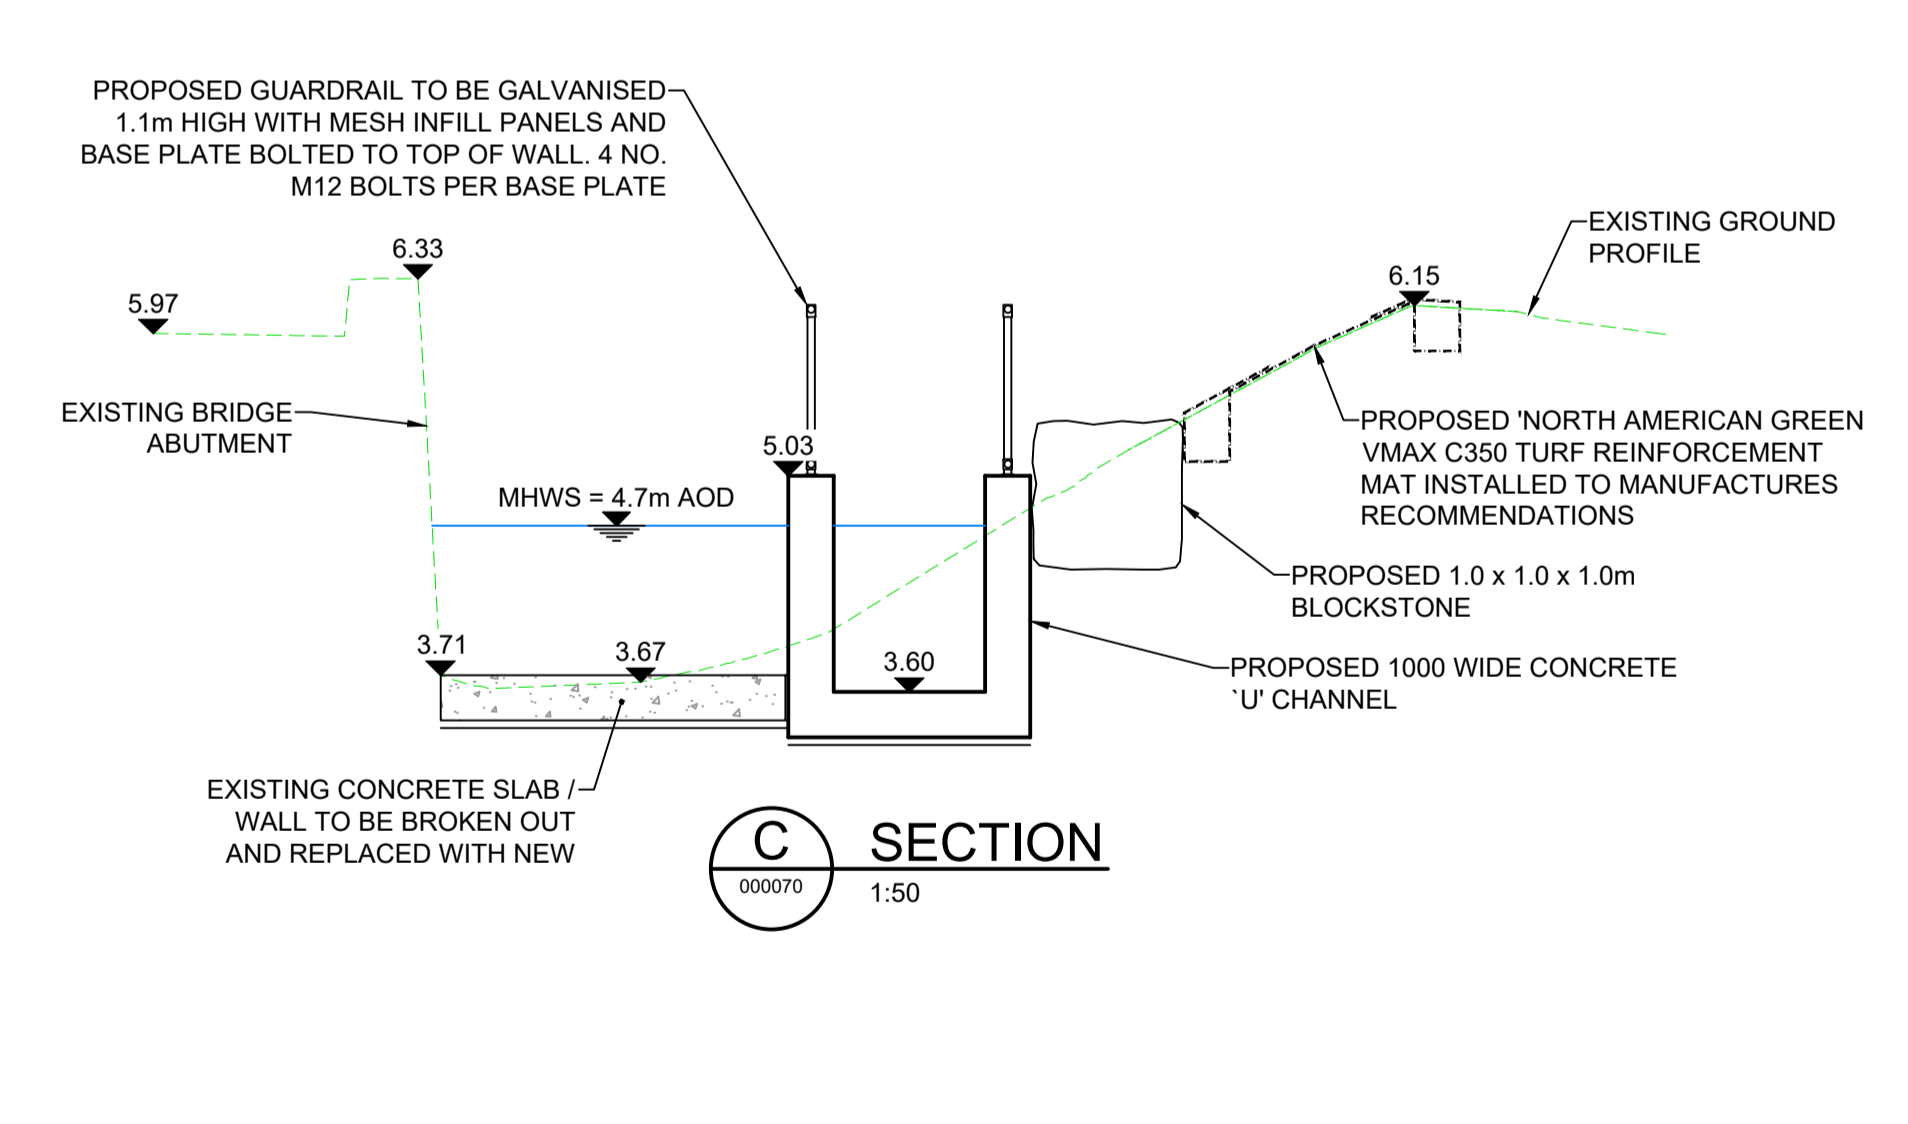 PROPOSED GUARDRAIL TO BE GALVANISED
1.1m HIGH WITH MESH INFILL PANELS AND
BASE PLATE BOLTED TO TOP OF WALL. 4 NO.
M12 BOLTS PER BASE PLATE
EXISTING GROUND
PROFILE
6.33
5.97
6.15
EXISTING BRIDGE
ABUTMENT
5.03
MHWS = 4.7m AOD
PROPOSED 'NORTH AMERICAN GREEN
VMAX C350 TURF REINFORCEMENT
MAT INSTALLED TO MANUFACTURES
RECOMMENDATIONS
PROPOSED 1.0 x 1.0 x 1.0m
BLOCKSTONE
3.71
3.67
3.60
PROPOSED 1000 WIDE CONCRETE
`U' CHANNEL
EXISTING CONCRETE SLAB /
WALL TO BE BROKEN OUT
AND REPLACED WITH NEW
C
000070
SECTION
1:50